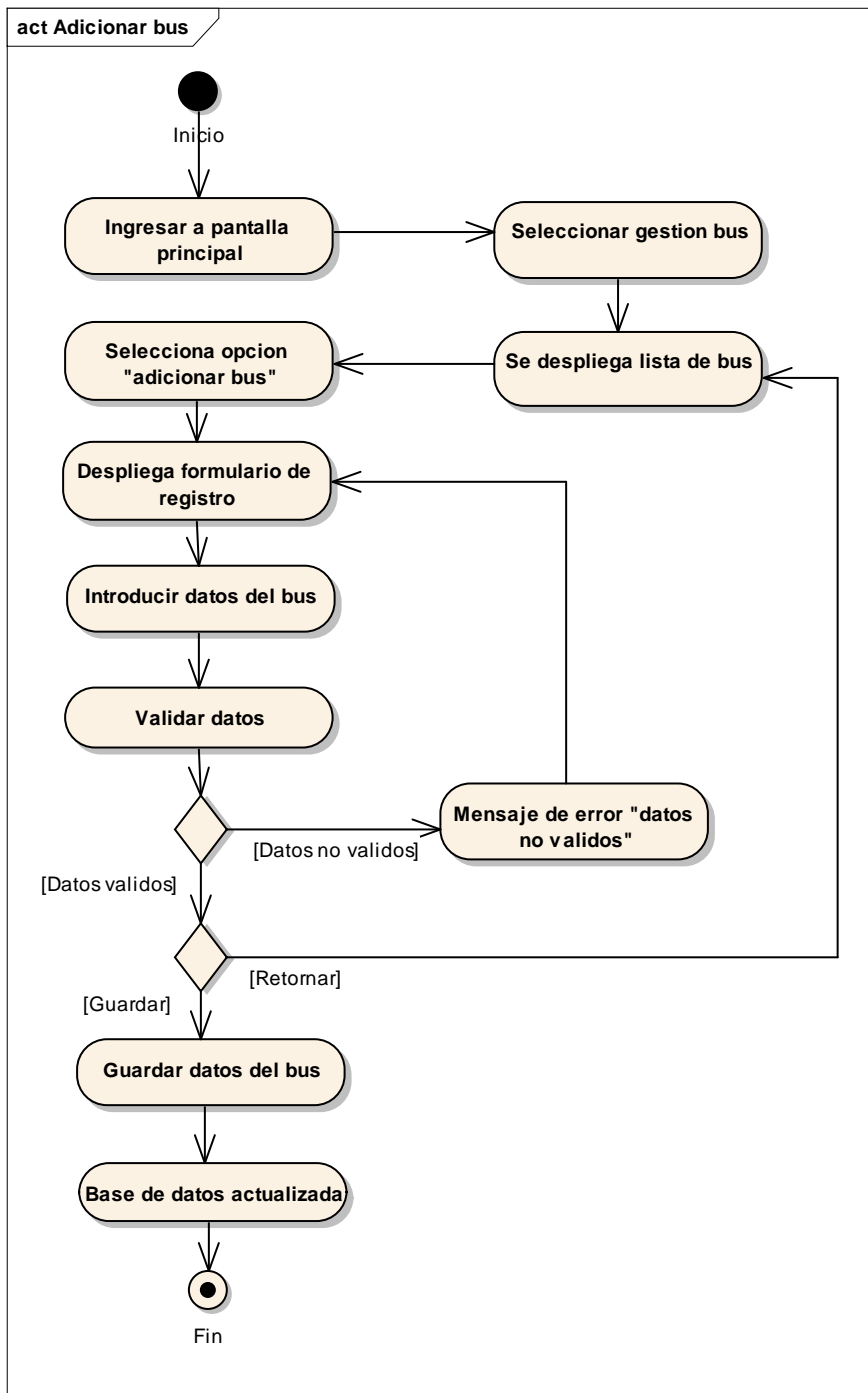 act Adicionar bus
Inicio
Ingresar a pantalla
principal
Seleccionar gestion bus
Se despliega lista de bus
Selecciona opcion
"adicionar bus"
Despliega formulario de
registro
Introducir datos del bus
Validar datos
[Datos no validos]
Mensaje de error "datos
no validos"
[Datos validos]
[Retornar]
[Guardar]
Guardar datos del bus
Base de datos actualizada
Fin